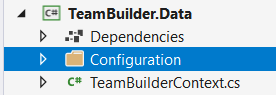 C# TeamBuilder.Data
Dependencies
Configuration
C# TeamBuilderContext.cs